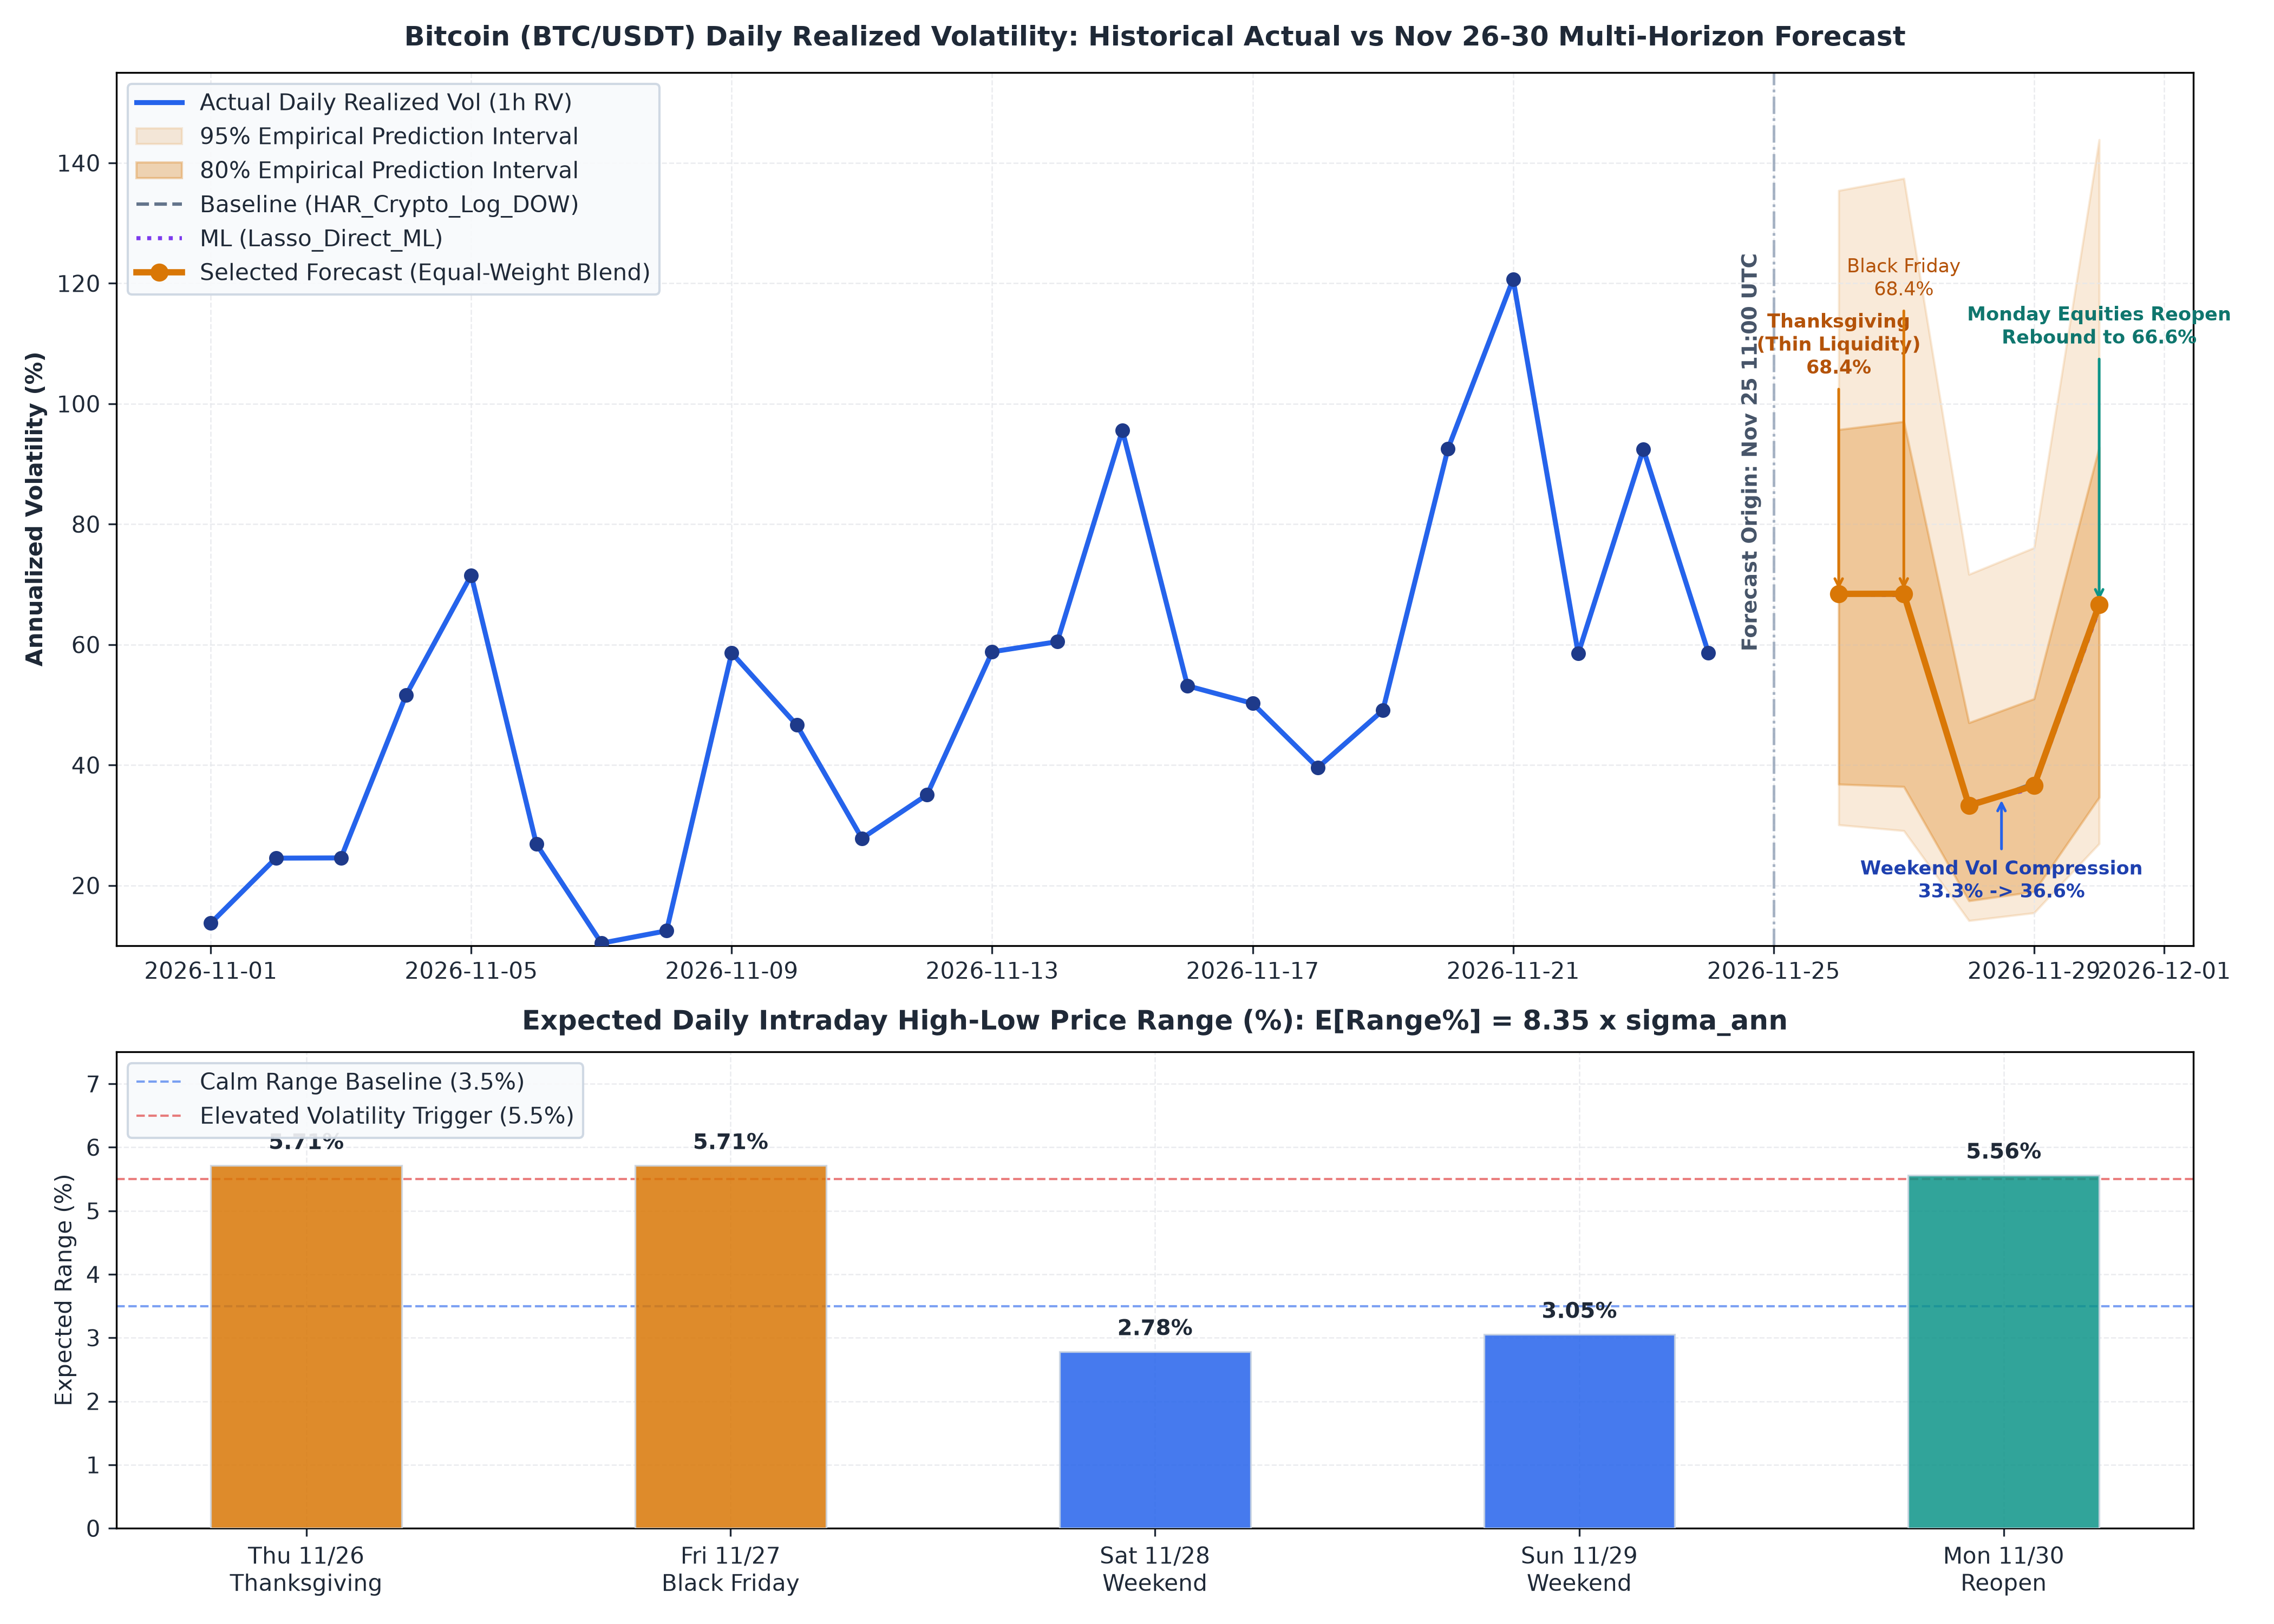 Bitcoin (BTC/USDT) Daily Realized Volatility: Historical Actual vs Nov 26-30 Multi-Horizon Forecast
Annualized Volatility (%)
140
120
100
80
60
40
20
Actual Daily Realized Vol (1h RV)
95% Empirical Prediction Interval
80% Empirical Prediction Interval
Baseline (HAR_Crypto_Log_DOW)
ML (Lasso_Direct_ML)
Selected Forecast (Equal-Weight Blend)
Forecast Origin: Nov 25 11:00 UTC
Black Friday
68.4%
Thanksgiving
(Thin Liquidity)
68.4%
Monday Equities Reopen
Rebound to 66.6%
Weekend Vol Compression
33.3% -> 36.6%
2026-11-01
2026-11-05
2026-11-09
2026-11-13
2026-11-17
2026-11-21
2026-11-25
2026-11-29
2026-12-01
Expected Daily Intraday High-Low Price Range (%): E[Range%] = 8.35 x sigma_ann
Expected Range (%)
7
6
5
4
3
2
1
0
Calm Range Baseline (3.5%)
Elevated Volatility Trigger (5.5%)
5.71%
5.71%
2.78%
3.05%
5.56%
Thu 11/26
Thanksgiving
Fri 11/27
Black Friday
Sat 11/28
Weekend
Sun 11/29
Weekend
Mon 11/30
Reopen